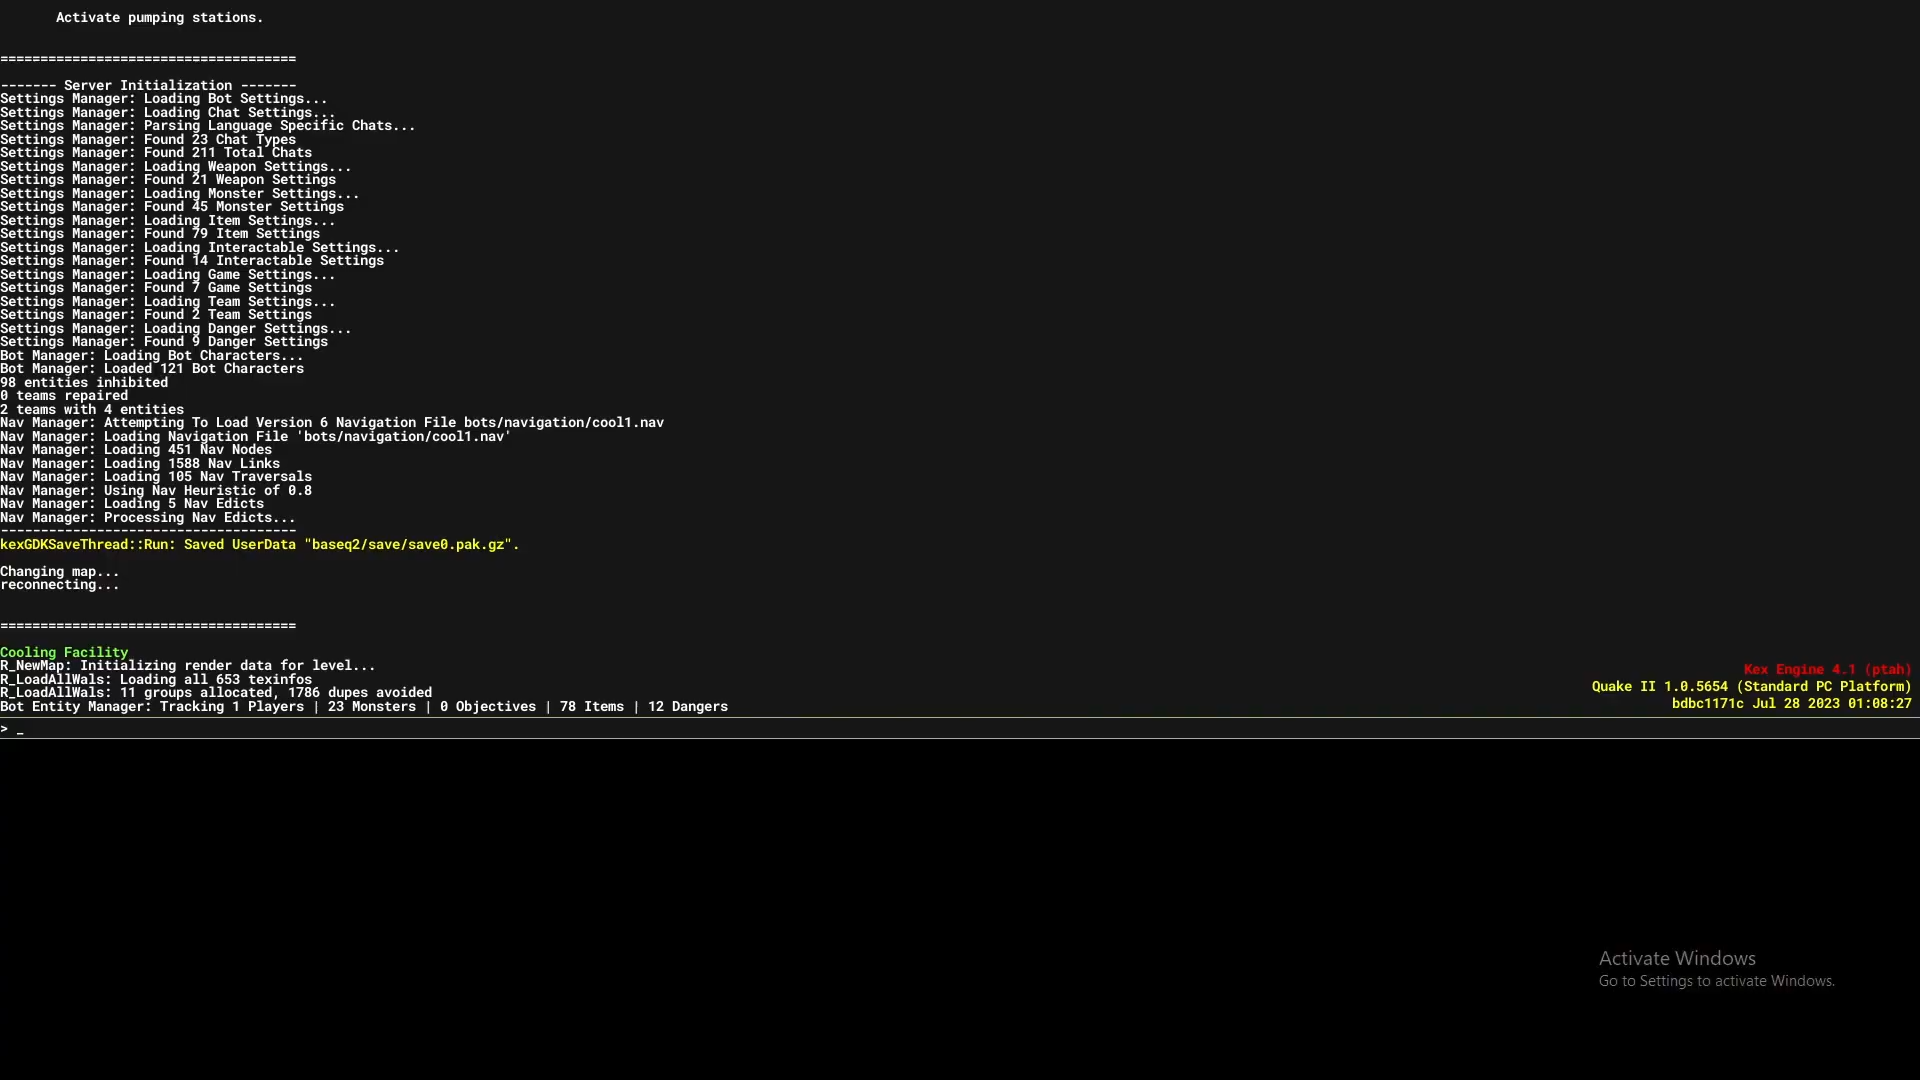 Activate pumping stations.
=====================================
------- Server Initialization -------
Settings Manager: Loading Bot Settings...
Settings Manager: Loading Chat Settings...
Settings Manager: Parsing Language Specific Chats...
Settings Manager: Found 23 Chat Types
Settings Manager: Found 211 Total Chats
Settings Manager: Loading Weapon Settings...
Settings Manager: Found 21 Weapon Settings
Settings Manager: Loading Monster Settings...
Settings Manager: Found 45 Monster Settings
Settings Manager: Loading Item Settings...
Settings Manager: Found 79 Item Settings
Settings Manager: Loading Interactable Settings...
Settings Manager: Found 14 Interactable Settings
Settings Manager: Loading Game Settings...
Settings Manager: Found 7 Game Settings
Settings Manager: Loading Team Settings...
Settings Manager: Found 2 Team Settings
Settings Manager: Loading Danger Settings...
Settings Manager: Found 9 Danger Settings
Bot Manager: Loading Bot Characters...
Bot Manager: Loaded 121 Bot Characters
98 entities inhibited
0 teams repaired
2 teams with 4 entities
Nav Manager: Attempting To Load Version 6 Navigation File bots/navigation/cool1.nav
Nav Manager: Loading Navigation File 'bots/navigation/cool1.nav'
Nav Manager: Loading 451 Nav Nodes
Nav Manager: Loading 1588 Nav Links
Nav Manager: Loading 105 Nav Traversals
Nav Manager: Using Nav Heuristic of 0.8
Nav Manager: Loading 5 Nav Edicts
Nav Manager: Processing Nav Edicts...
-------------------------------------
kexGDKSaveThread::Run: Saved UserData "baseq2/save/save0.pak.gz".
Changing map...
reconnecting...
=====================================
Cooling Facility
R_NewMap: Initializing render data for level...
R_LoadAllWals: Loading all 653 texinfos
R_LoadAllWals: 11 groups allocated, 1786 dupes avoided
Bot Entity Manager: Tracking 1 Players | 23 Monsters | 0 Objectives | 78 Items | 12 Dangers
Kex Engine 4.1 (ptah)
Quake II 1.0.5654 (Standard PC Platform)
bdbc1171c Jul 28 2023 01:08:27
> _
Activate Windows
Go to Settings to activate Windows.